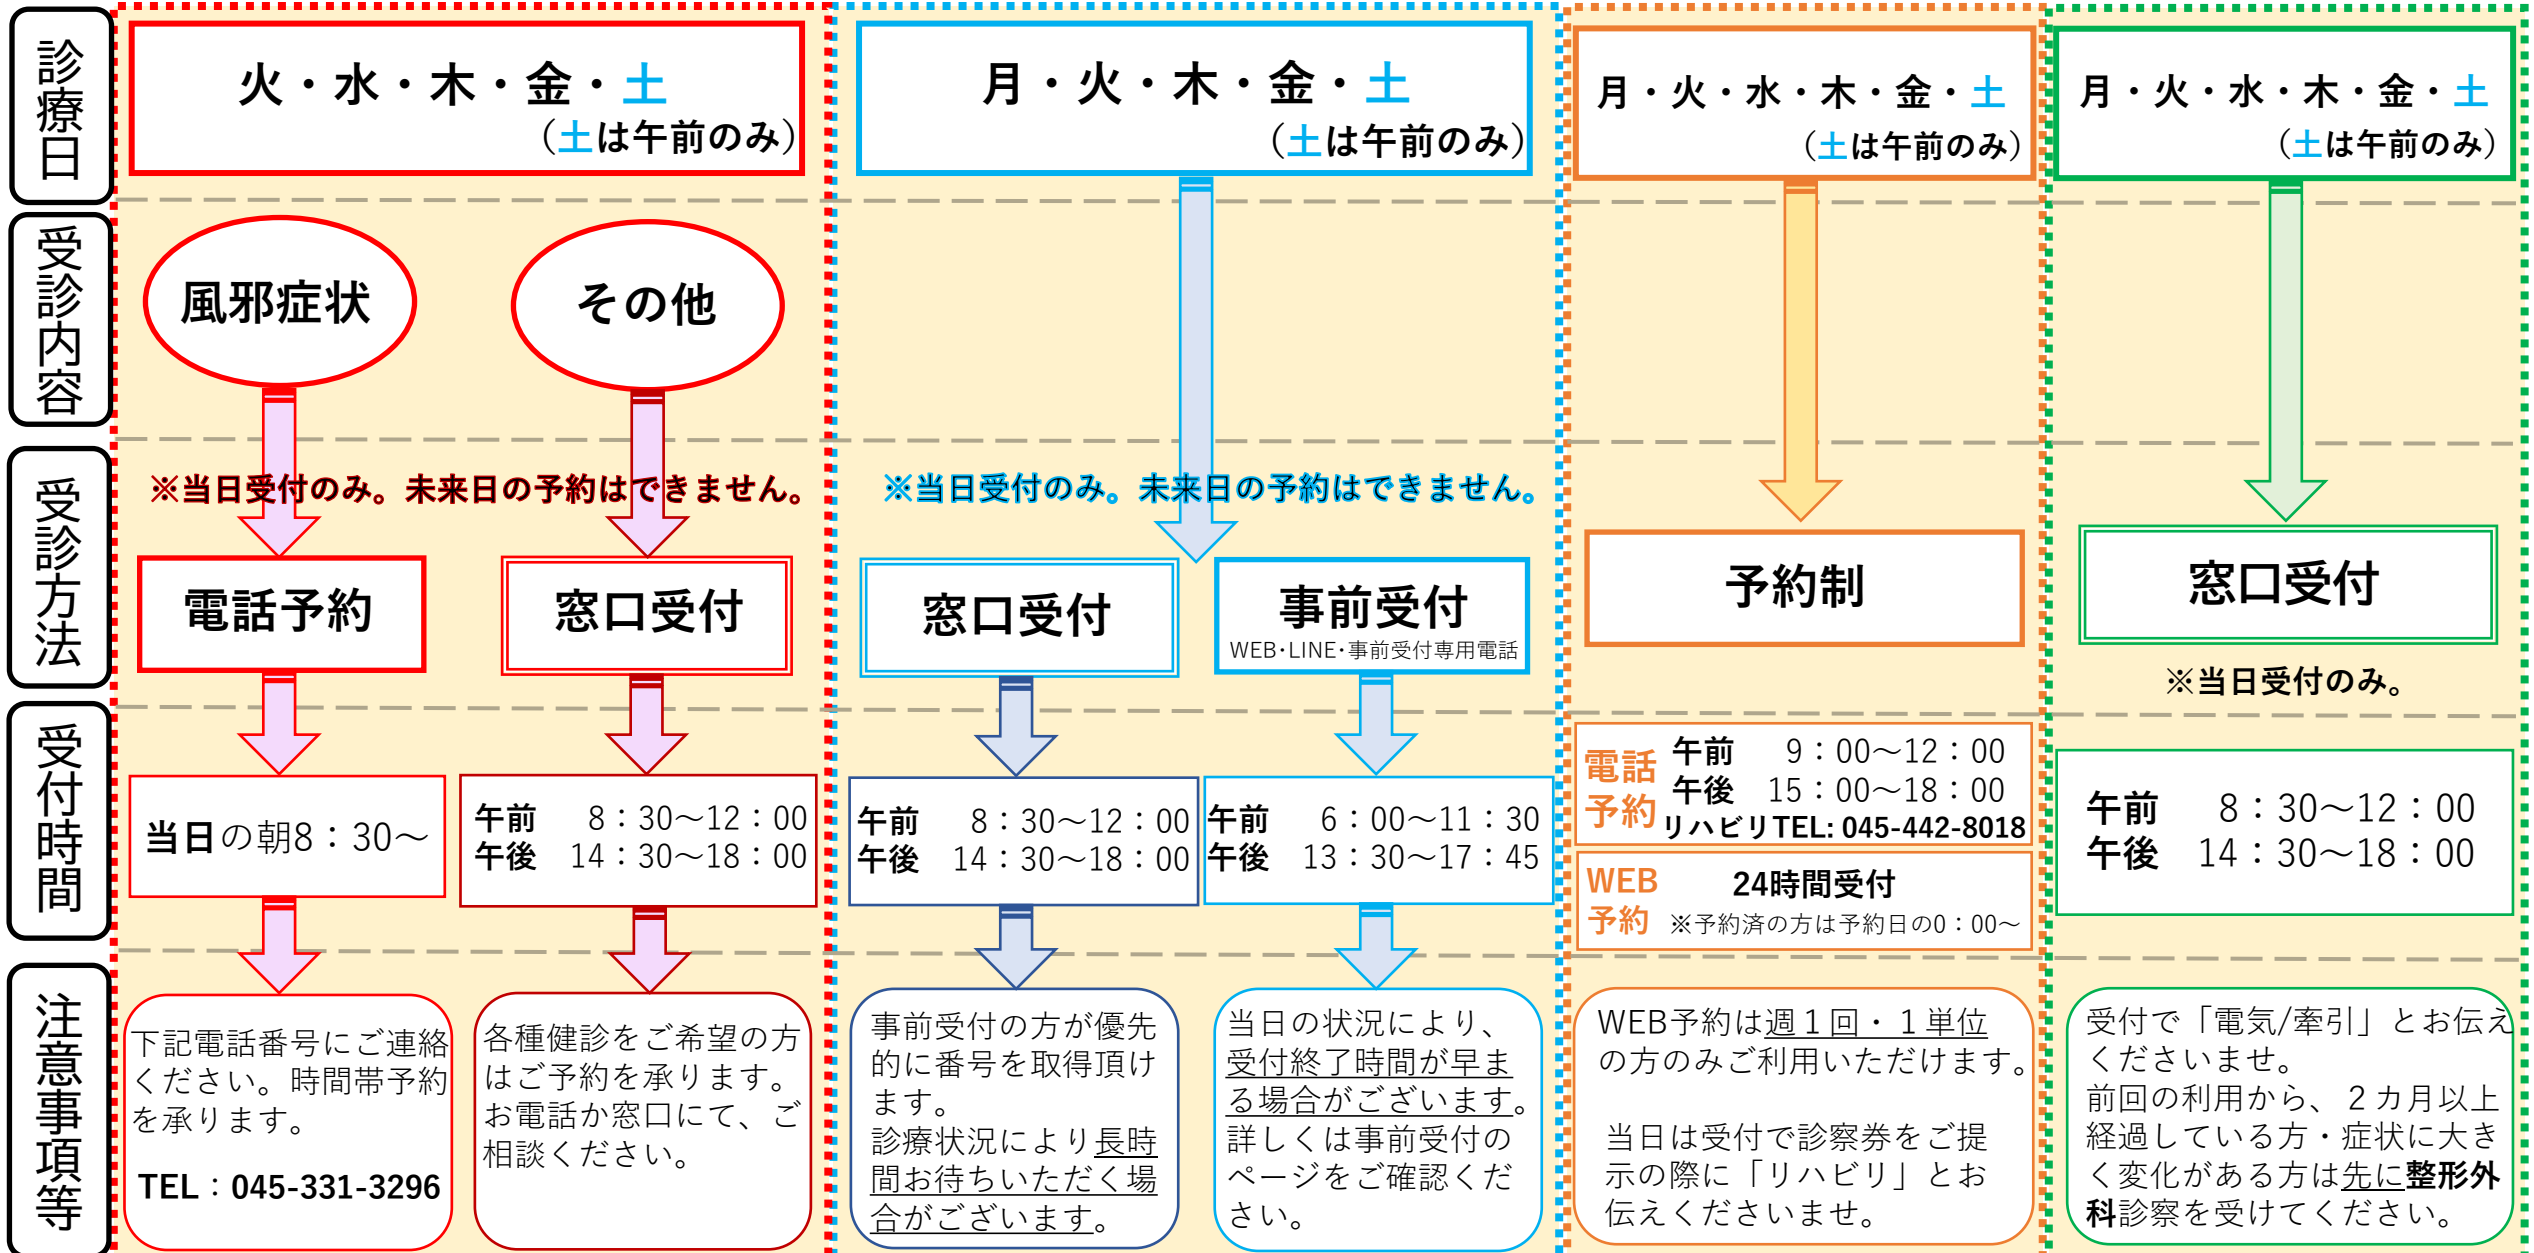 診療日
火・水・木・金・土
（土は午前のみ）
月・火・木・金・土
（土は午前のみ）
月・火・水・木・金・土
（土は午前のみ）
月・火・水・木・金・土
（土は午前のみ）
受診内容
風邪症状
その他
受診方法
※当日受付のみ。未来日の予約はできません。
電話予約
窓口受付
※当日受付のみ。未来日の予約はできません。
窓口受付
事前受付
WEB・LINE・事前受付専用電話
予約制
窓口受付
※当日受付のみ。
受付時間
当日の朝8：30～
午前　8：30～12：00
午後　14：30～18：00
午前　8：30～12：00
午後　14：30～18：00
午前　6：00～11：30
午後　13：30～17：45
電話
予約
午前　9：00～12：00
午後　15：00～18：00
リハビリTEL: 045-442-8018
WEB
予約
24時間受付
※予約済の方は予約日の0：00～
午前　8：30～12：00
午後　14：30～18：00
注意事項等
下記電話番号にご連絡
ください。時間帯予約
を承ります。
TEL：045-331-3296
各種健診をご希望の方
はご予約を承ります。
お電話か窓口にて、ご
相談ください。
事前受付の方が優先
的に番号を取得頂け
ます。
診療状況により長時
間お待ちいただく場
合がございます。
当日の状況により、
受付終了時間が早ま
る場合がございます。
詳しくは事前受付の
ページをご確認くだ
さい。
WEB予約は週１回・１単位
の方のみご利用いただけます。
当日は受付で診察券をご提
示の際に「リハビリ」とお
伝えくださいませ。
受付で「電気/牽引」とお伝え
くださいませ。
前回の利用から、２カ月以上
経過している方・症状に大き
く変化がある方は先に整形外
科診察を受けてください。